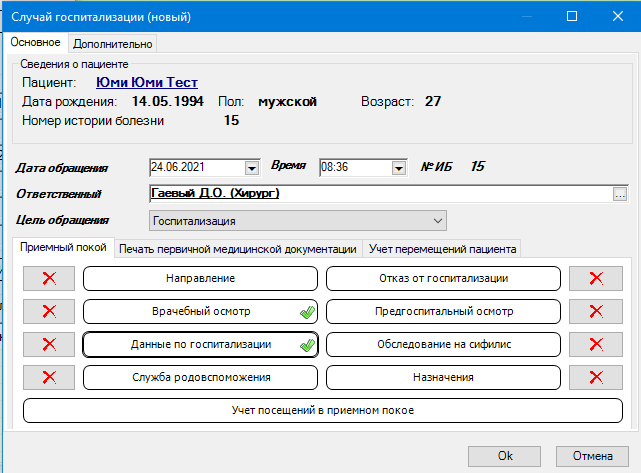 Случай госпитализации (новый)
Основное Дополнительно
Сведения о пациенте
Пациент: Юми Юми Тест
Дата рождения: 14.05.1994 Пол: мужской Возраст: 27
Номер истории болезни 15
Дата обращения 24.06.2021 Время 08:36 № ИБ 15
Ответственный Гаевый Д.О. (Хирург) ...
Цель обращения Госпитализация
Приемный покой Печать первичной медицинской документации Учет перемещений пациента
Направление Отказ от госпитализации
Врачебный осмотр Предгоспитальный осмотр
Данные по госпитализации Обследование на сифилис
Служба родовспоможения Назначения
Учет посещений в приемном покое
Ok Отмена